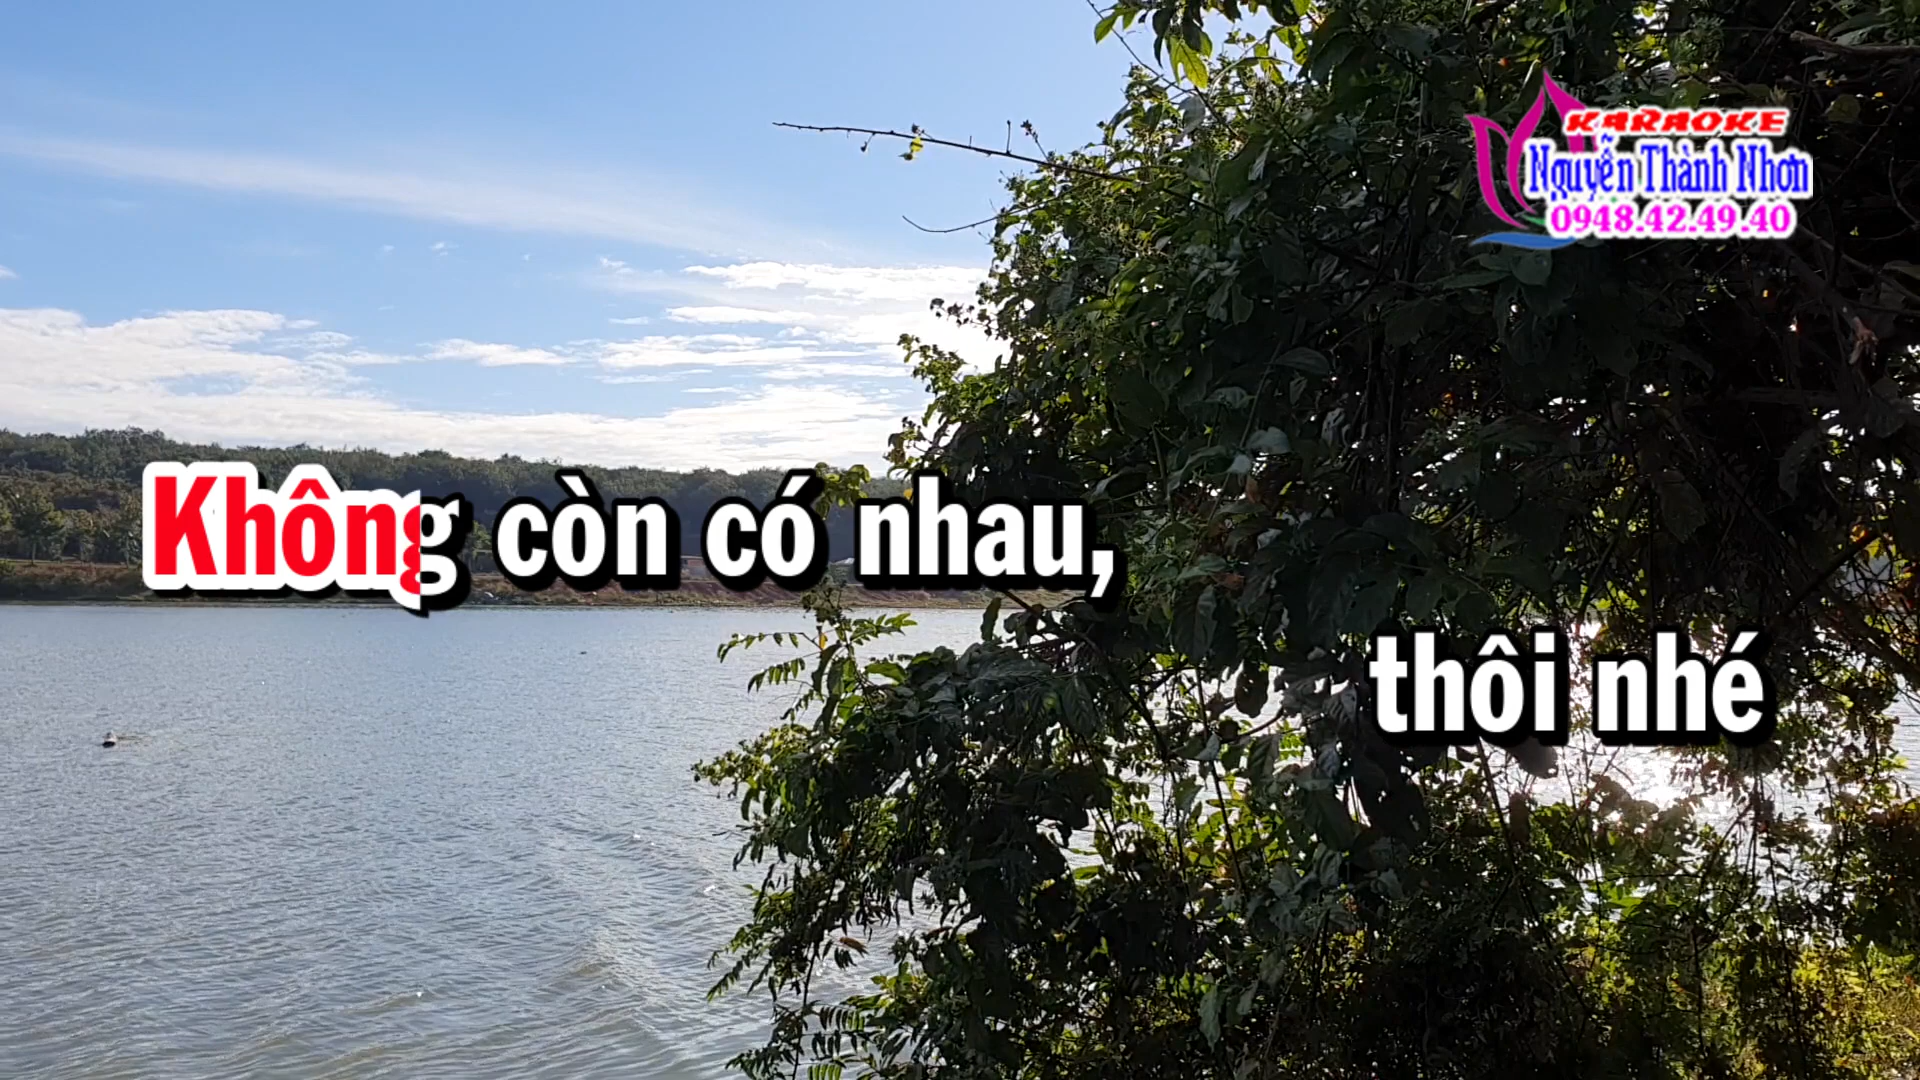 KARAOKE
Nguyễn Thành Nhơn
0948.42.49.40
Không còn có nhau,
thôi nhé